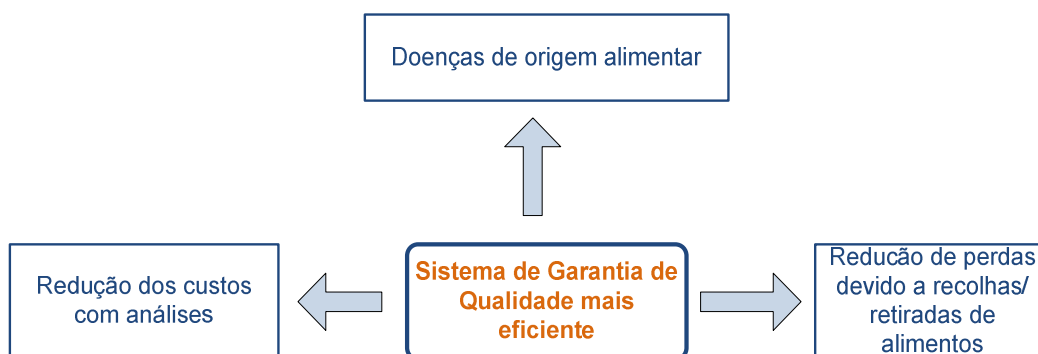 Doenças de origem alimentar
Redução dos custos
com análises
Sistema de Garantia de
Qualidade mais
eficiente
Reducão de perdas
devido a recolhas/
retiradas de
alimentos